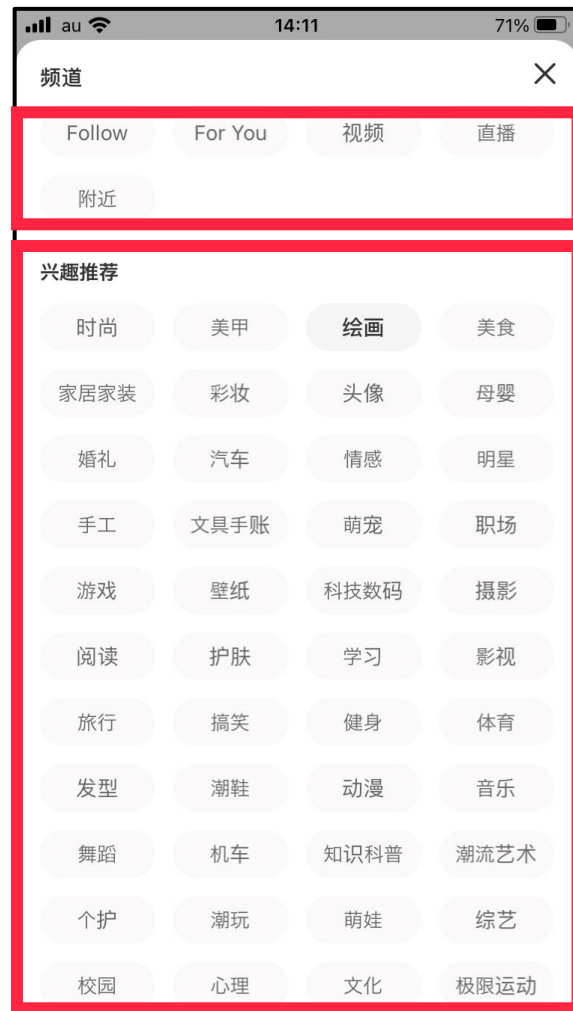 au 14:11 71%
频道
Follow For You 视频 直播
附近
兴趣推荐
时尚 美甲 绘画 美食
家居家装 彩妆 头像 母婴
婚礼 汽车 情感 明星
手工 文具手账 萌宠 职场
游戏 壁纸 科技数码 摄影
阅读 护肤 学习 影视
旅行 搞笑 健身 体育
发型 潮鞋 动漫 音乐
舞蹈 机车 知识科普 潮流艺术
个护 潮玩 萌娃 综艺
校园 心理 文化 极限运动